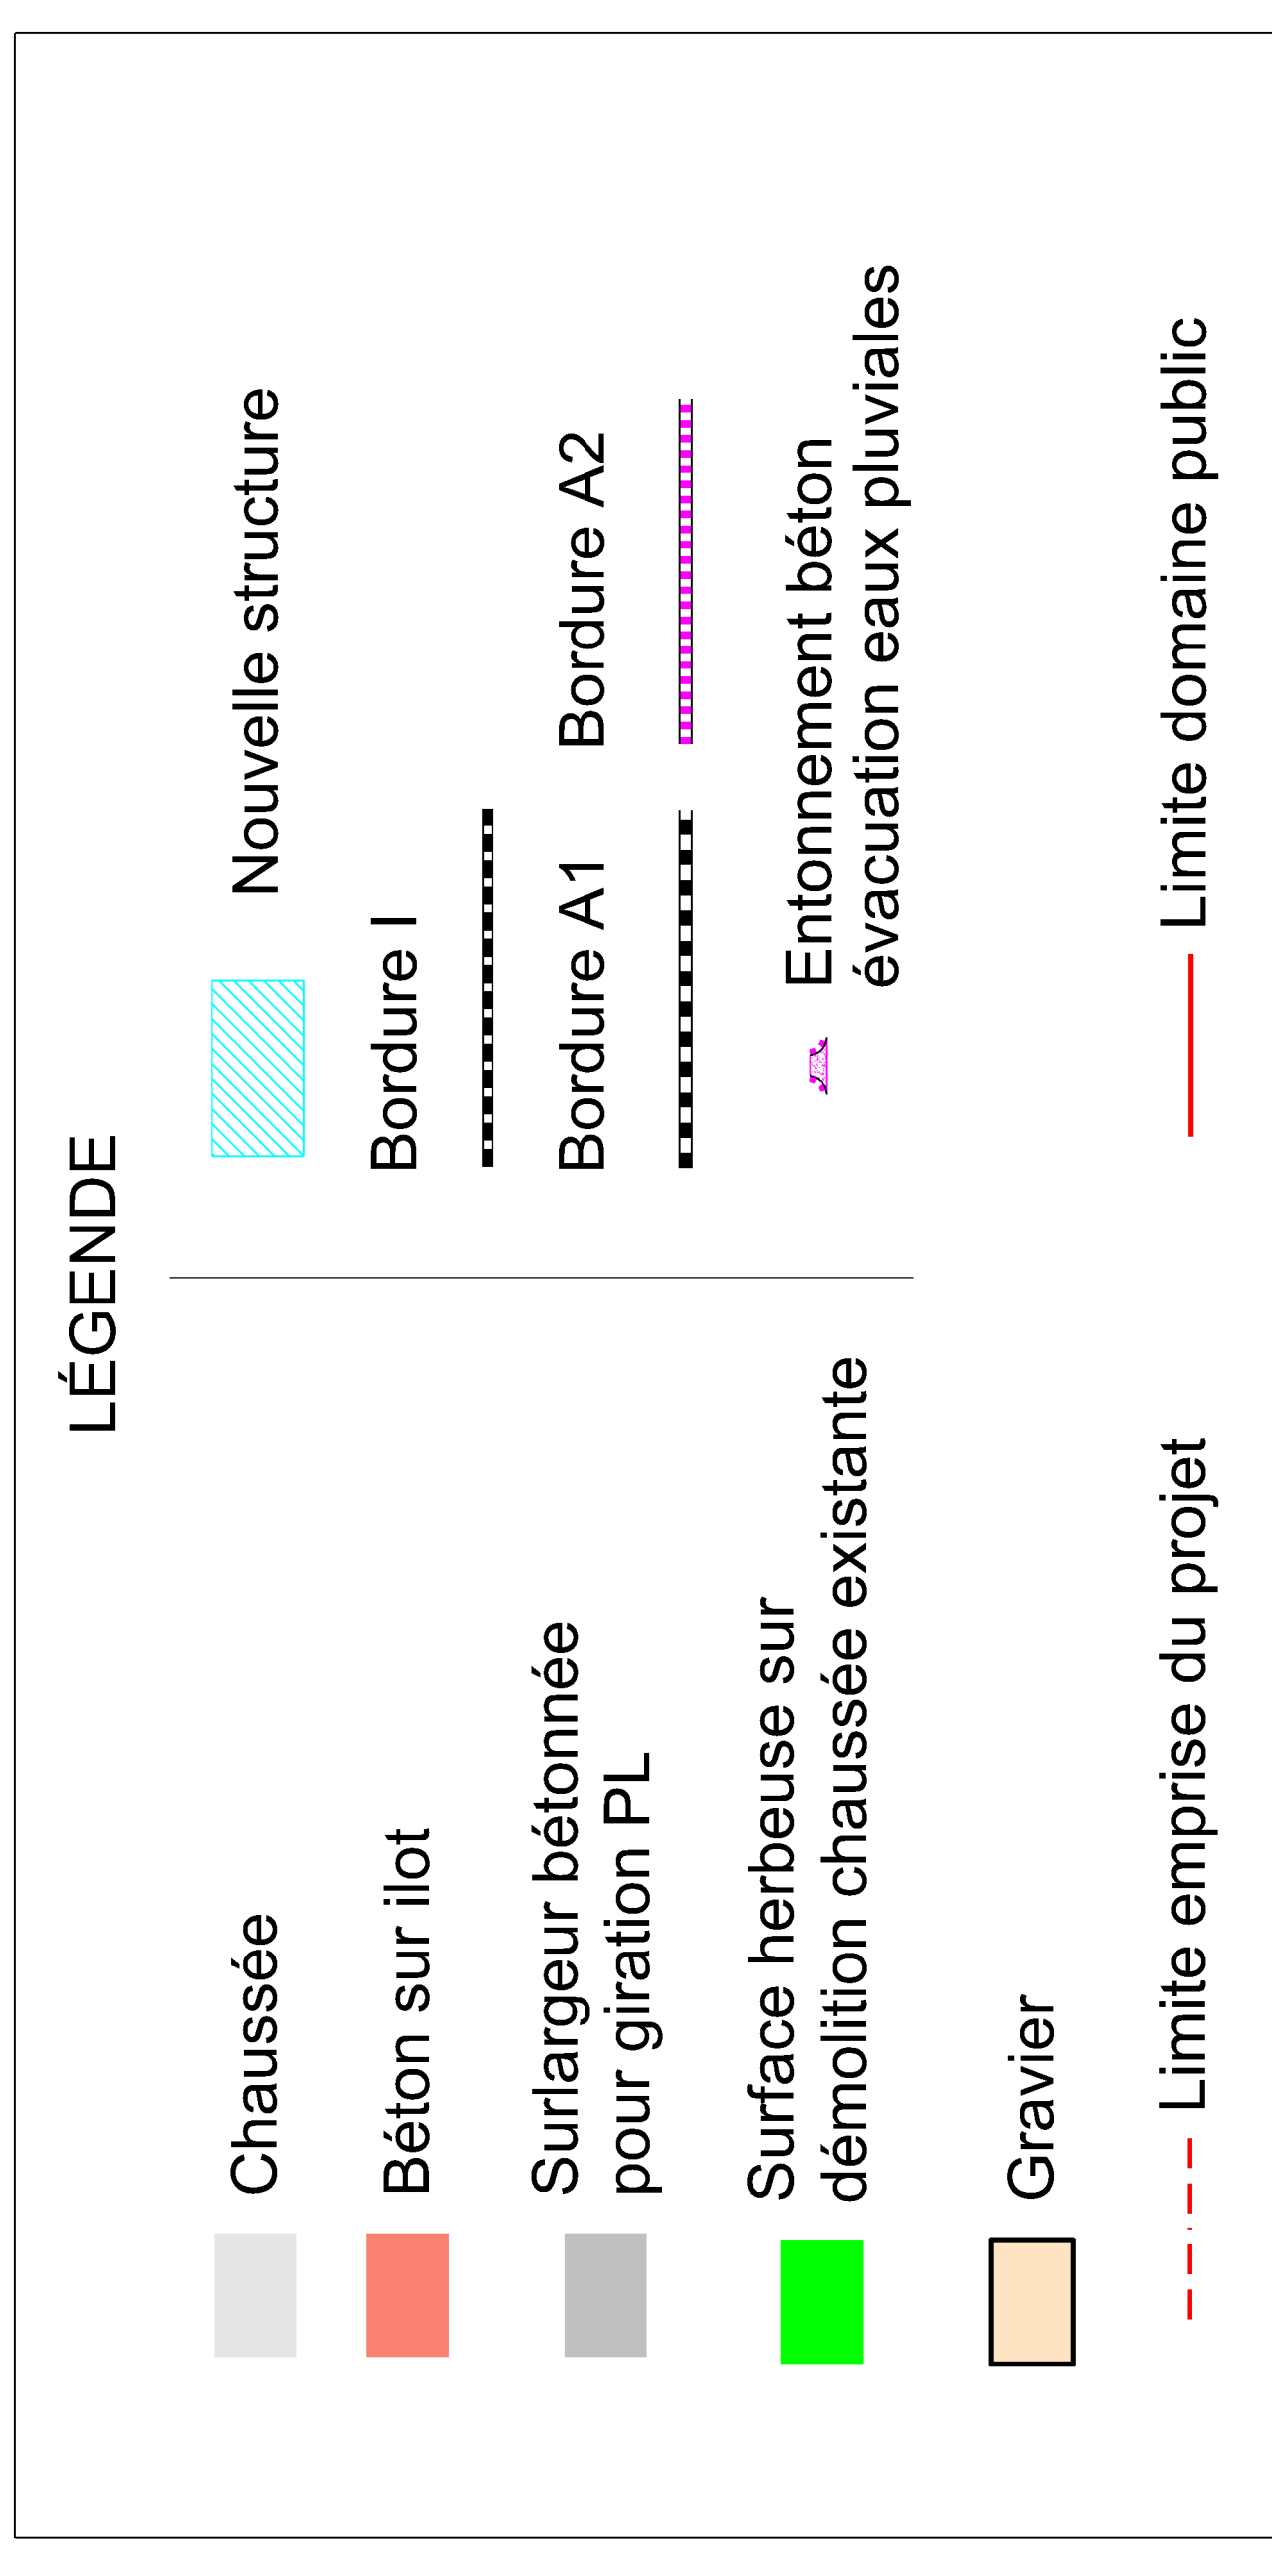 LÉGENDE
Chaussée
Béton sur ilot
Surlargeur bétonnée
pour giration PL
Surface herbeuse sur
démolition chaussée existante
Gravier
Limite emprise du projet
Nouvelle structure
Bordure I
Bordure A1
Bordure A2
Entonnement béton
évacuation eaux pluviales
Limite domaine public